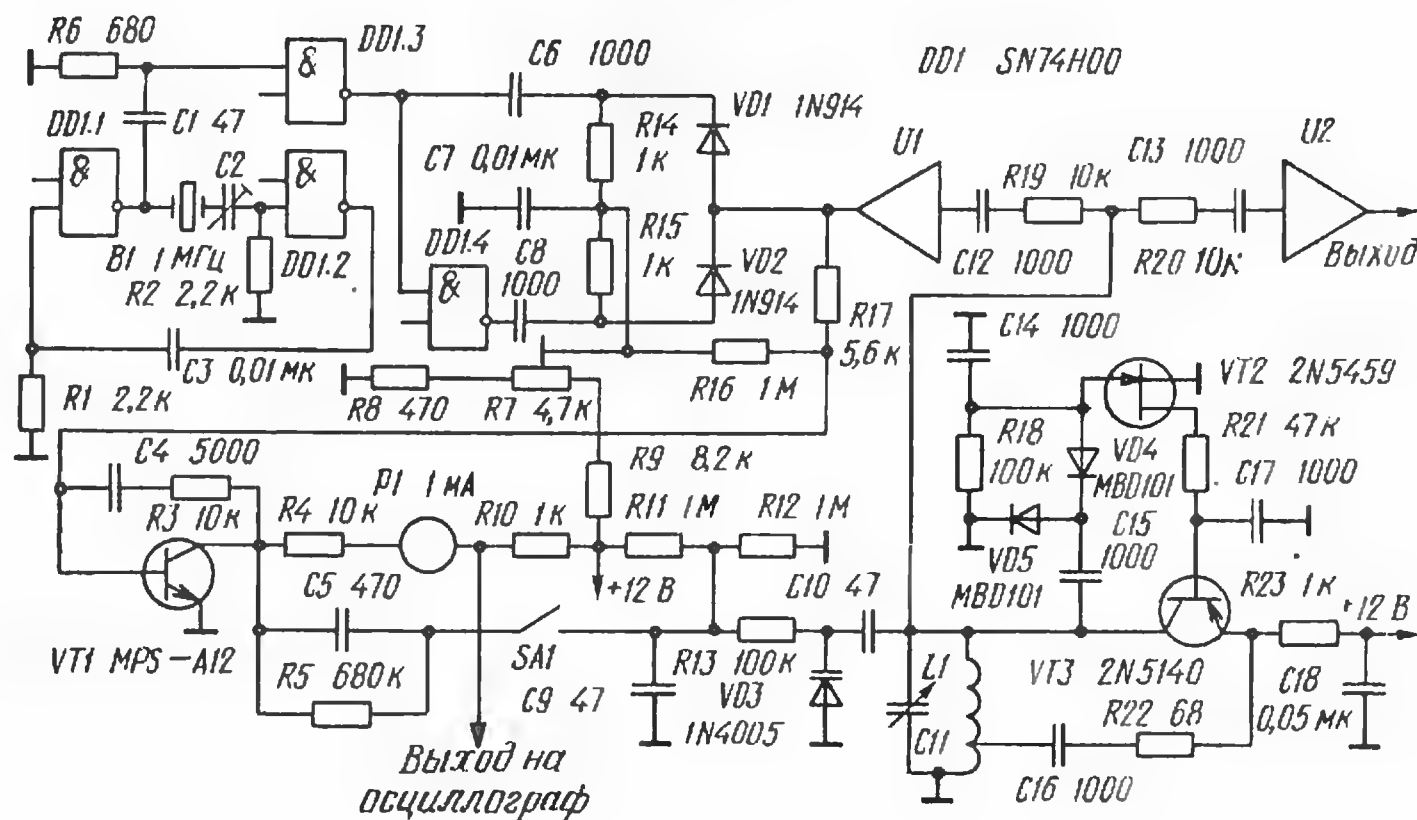 R6 680
DD1.3
&
C6 1000
DD1 SN74H00
VD1 1N914
R14
1к
C1 47
DD1.1
&
C2
&
C7 0,01мк
U1
C13 1000
U2
R19 10к
R15
1к
DD1.4
C8
1000
&
VD2
1N914
B1 1 МГц
DD1.2
R2 2,2к
C12 1000
R20 10к
Выход
R17
5,6к
C14 1000
C3 0,01мк
R16 1М
VT2 2N5459
R1 2,2к
R8 470
R7 4,7к
R21 47к
R18
100к
VD4
MBD101
C17 1000
C4 5000
R9 8,2к
P1 1мА
R3 10к
R4 10к
R10 1к
R11 1М
R12 1М
C15
1000
VD5
MBD101
R23 1к
+12 В
C5 470
+12 В
C10 47
VT1 MPS-A12
SA1
R5 680к
R13 100к
C9 47
VD3
1N4005
L1
C11
VT3 2N5140
R22 68
C18
0,05мк
C16 1000
Выход на
осциллограф